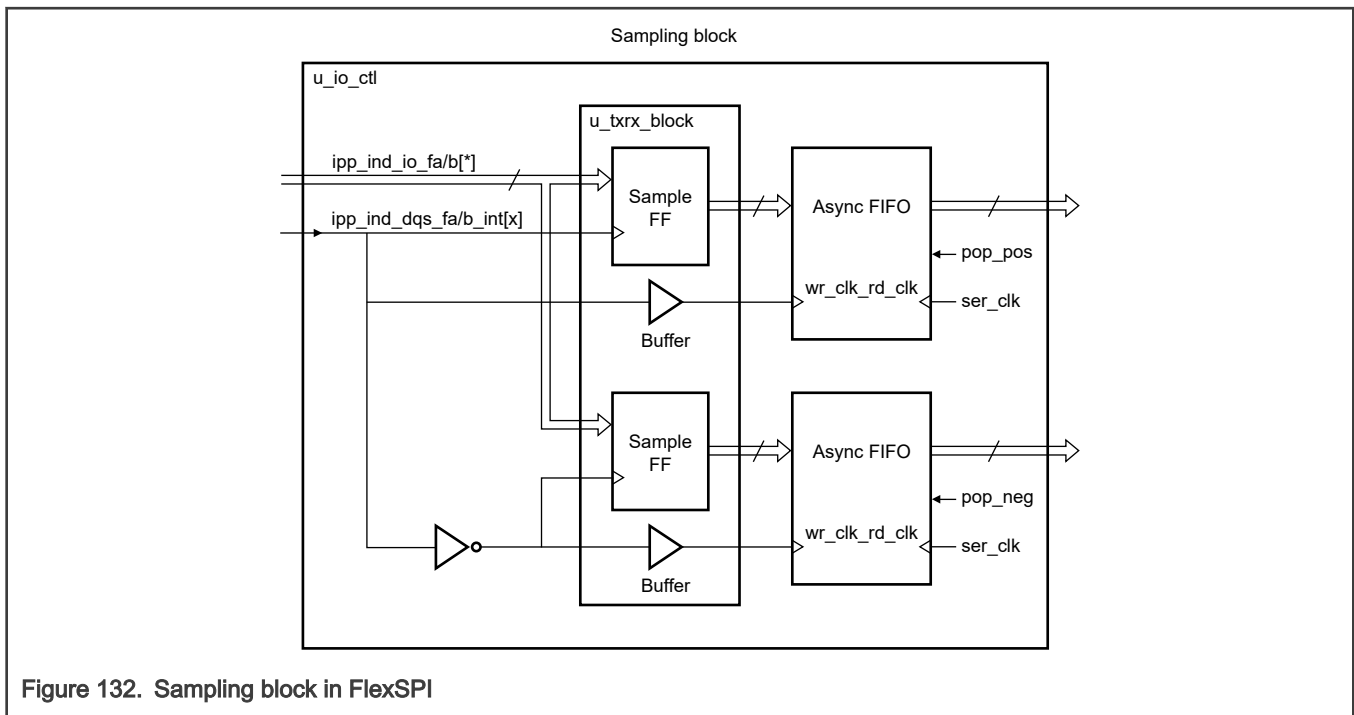 Sampling block
u_io_ctl
u_txrx_block
ipp_ind_io_fa/b[*]
Sample
FF
Async FIFO
ipp_ind_dqs_fa/b_int[x]
pop_pos
wr_clk_rd_clk
ser_clk
Buffer
Sample
FF
Async FIFO
pop_neg
wr_clk_rd_clk
ser_clk
Buffer
Figure 132. Sampling block in FlexSPI